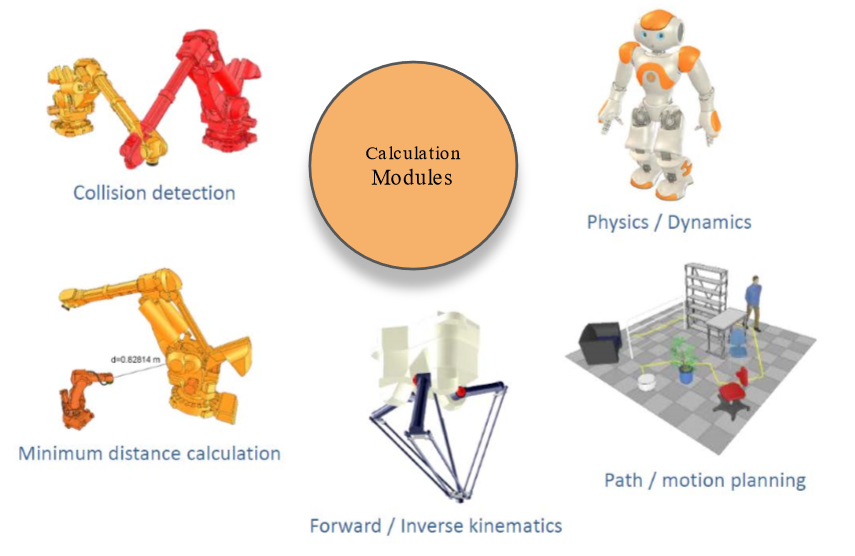 Calculation
Modules
Collision detection
Physics / Dynamics
d=0.82814 m
Minimum distance calculation
Path / motion planning
Forward / Inverse kinematics